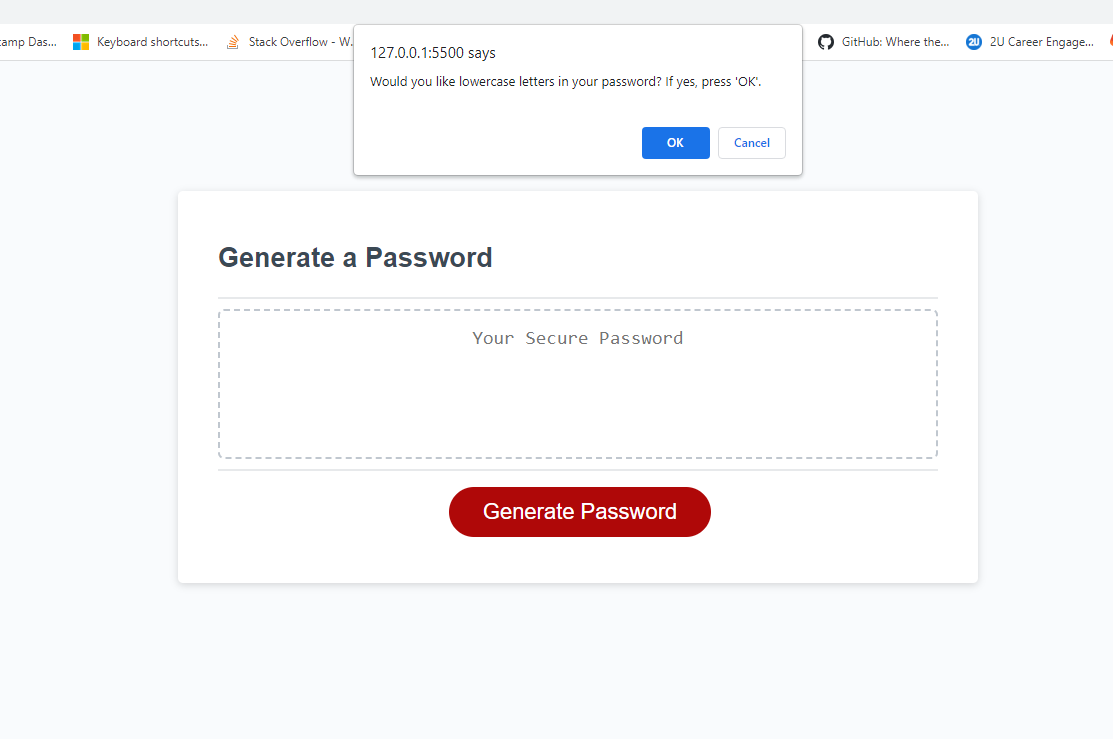 amp Das...
Keyboard shortcuts...
Stack Overflow - W.
GitHub: Where the...
2U
2U Career Engage...
127.0.0.1:5500 says
Would you like lowercase letters in your password? If yes, press 'OK'.
OK
Cancel
Generate a Password
Your Secure Password
Generate Password